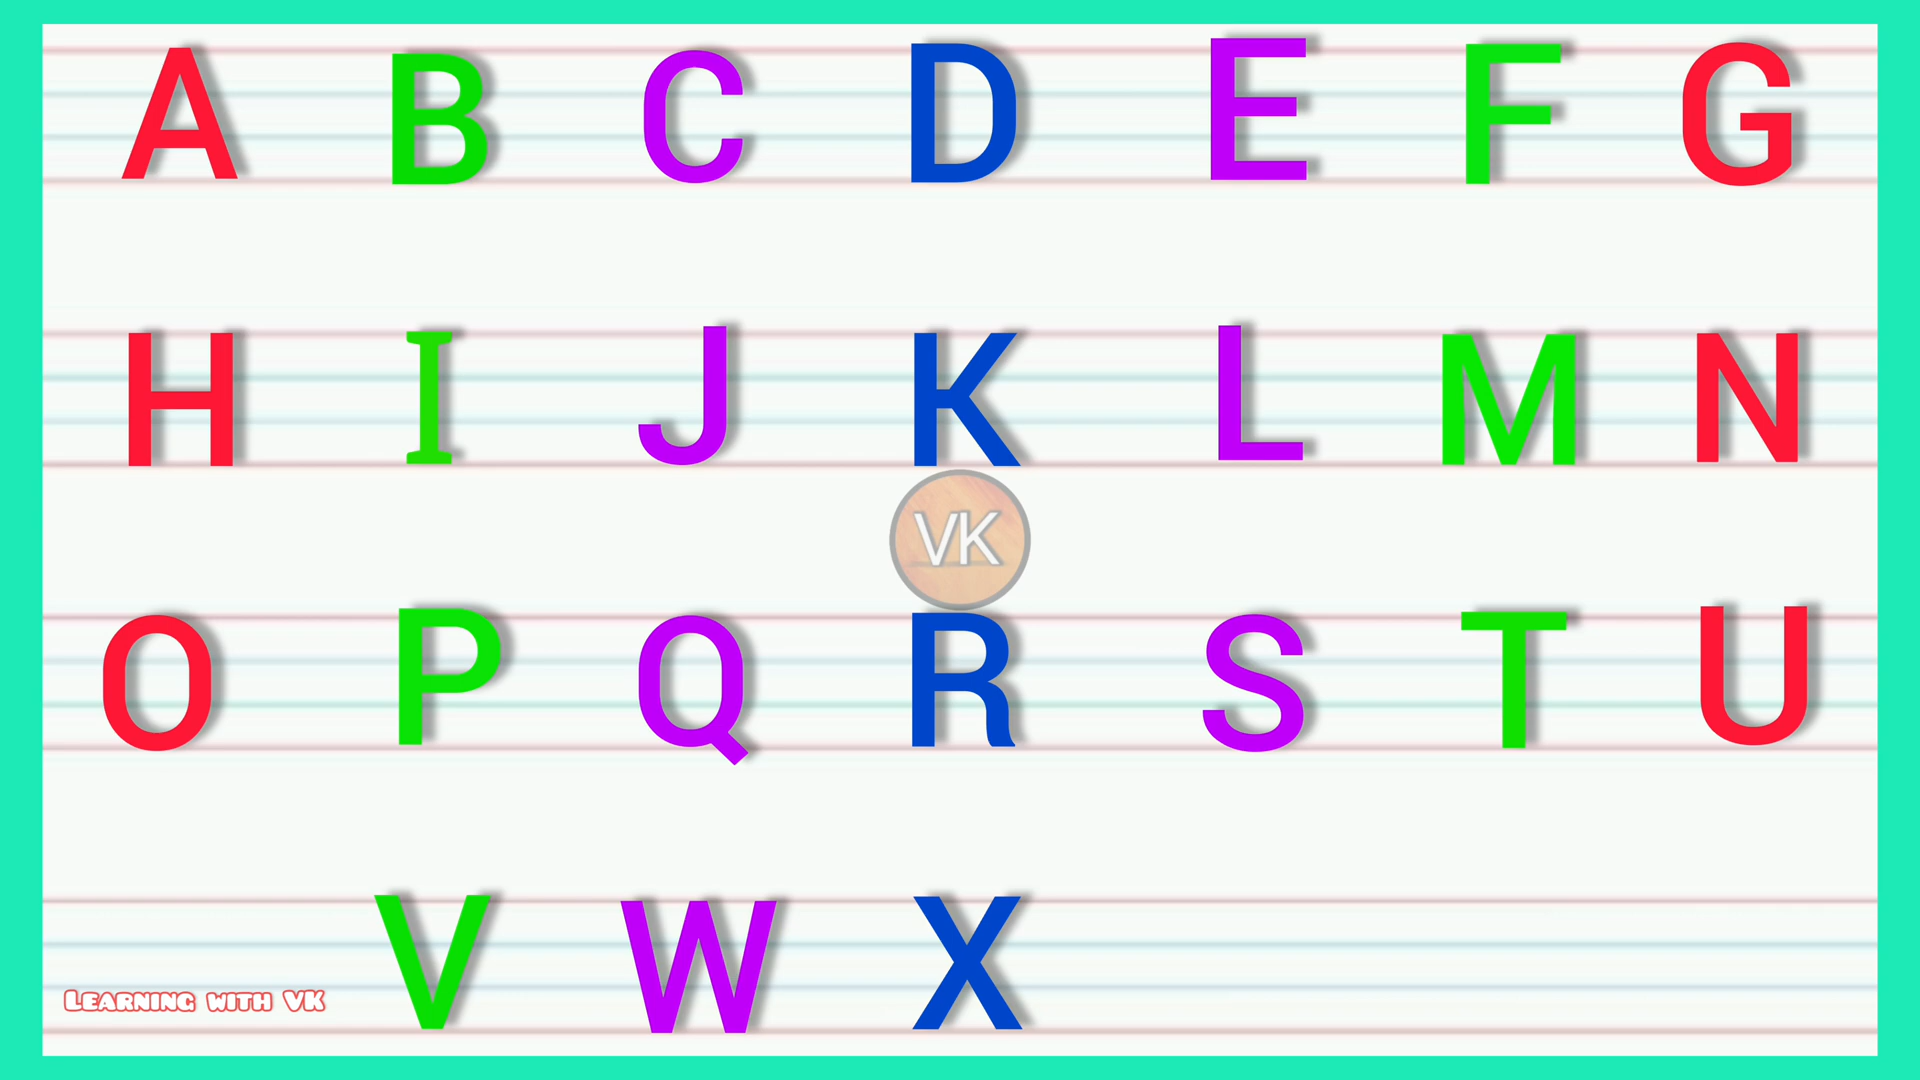 A B C D E F G
H I J K L M N
VK
O P Q R S T U
V W X
Learning with VK